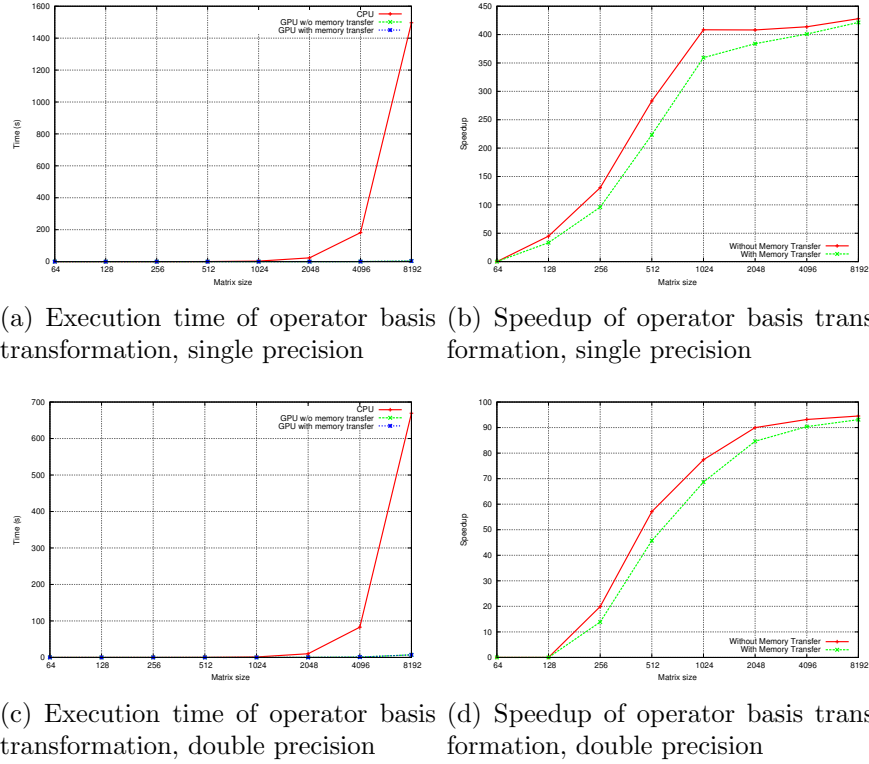 1600
1400
1200
1000
800
600
400
200
0
64 128 256 512 1024 2048 4096 8192
Time (s)
Matrix size
CPU
GPU w/o memory transfer
GPU with memory transfer
450
400
350
300
250
200
150
100
50
0
64 128 256 512 1024 2048 4096 8192
Speedup
Matrix size
Without Memory Transfer
With Memory Transfer
(a) Execution time of operator basis
transformation, single precision
(b) Speedup of operator basis trans
formation, single precision
700
600
500
400
300
200
100
0
64 128 256 512 1024 2048 4096 8192
Time (s)
Matrix size
CPU
GPU w/o memory transfer
GPU with memory transfer
100
90
80
70
60
50
40
30
20
10
0
64 128 256 512 1024 2048 4096 8192
Speedup
Matrix size
Without Memory Transfer
With Memory Transfer
(c) Execution time of operator basis
transformation, double precision
(d) Speedup of operator basis trans
formation, double precision